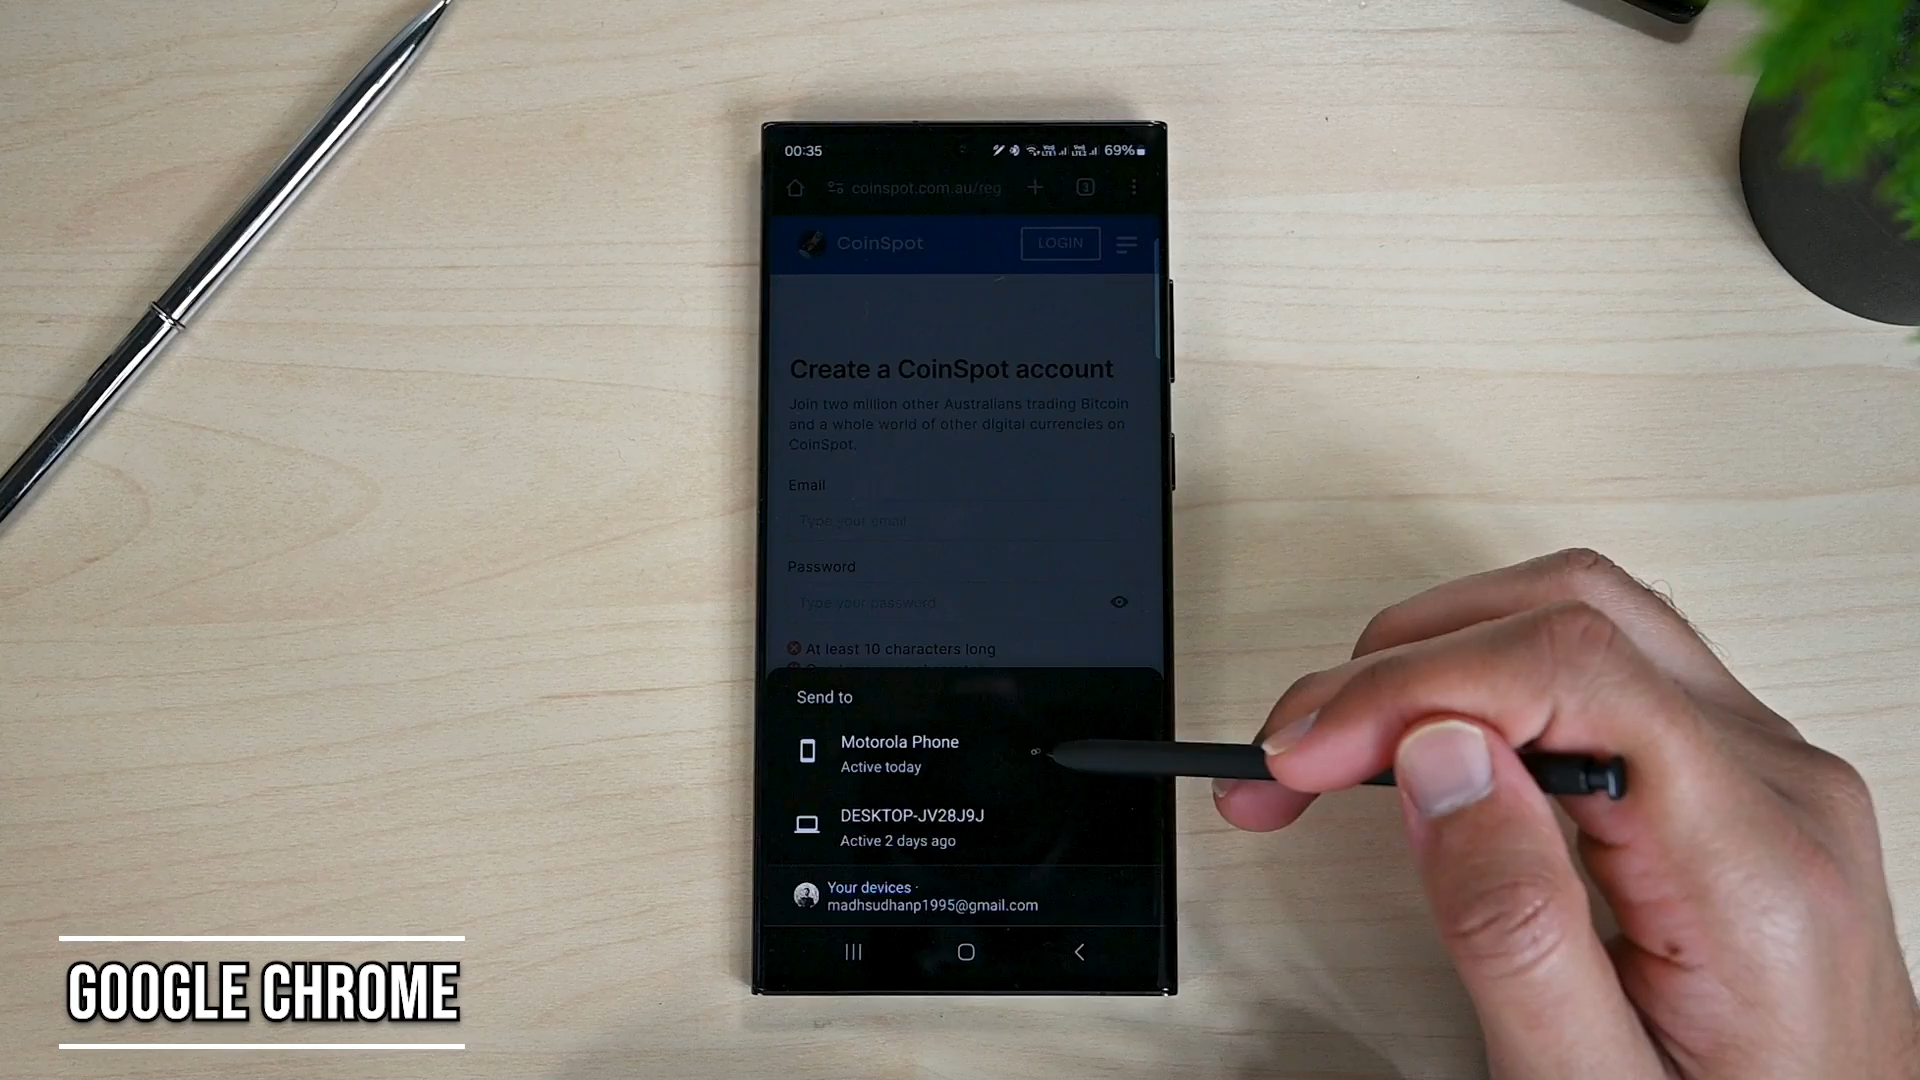 00:35
69%
coinspot.com.au/reg
3
CoinSpot
LOGIN
Create a CoinSpot account
Join two million other Australians trading Bitcoin
and a whole world of other digital currencies on
CoinSpot.
Email
Type your email
Password
Type your password
At least 10 characters long
Send to
Motorola Phone
Active today
DESKTOP-JV28J9J
Active 2 days ago
Your devices ·
madhsudhanp1995@gmail.com
GOOGLE CHROME